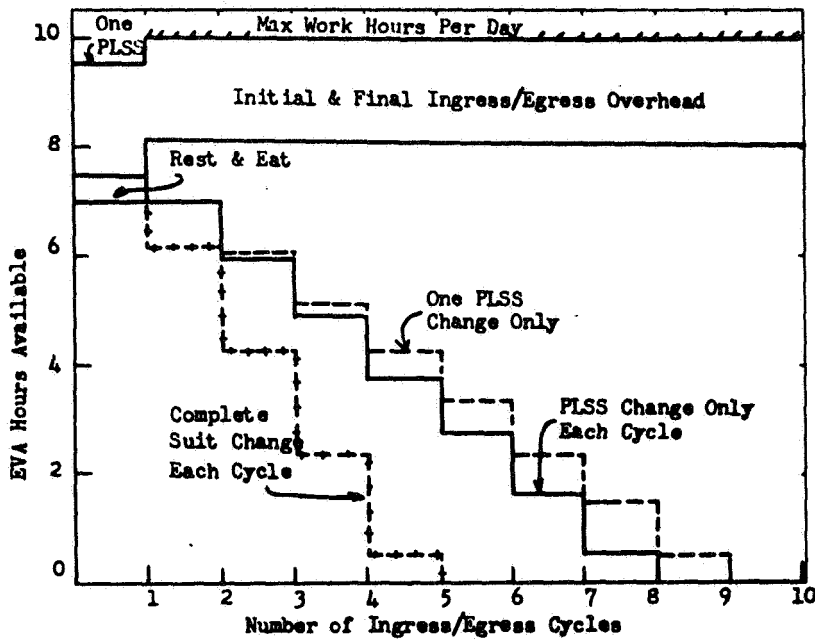 One
PLSS
Max Work Hours Per Day
10
Initial & Final Ingress/Egress Overhead
8
Rest & Eat
6
One PLSS
Change Only
4
Complete
Suit Change
Each Cycle
PLSS Change Only
Each Cycle
2
0
1 2 3 4 5 6 7 8 9 10
Number of Ingress/Egress Cycles
EVA Hours Available